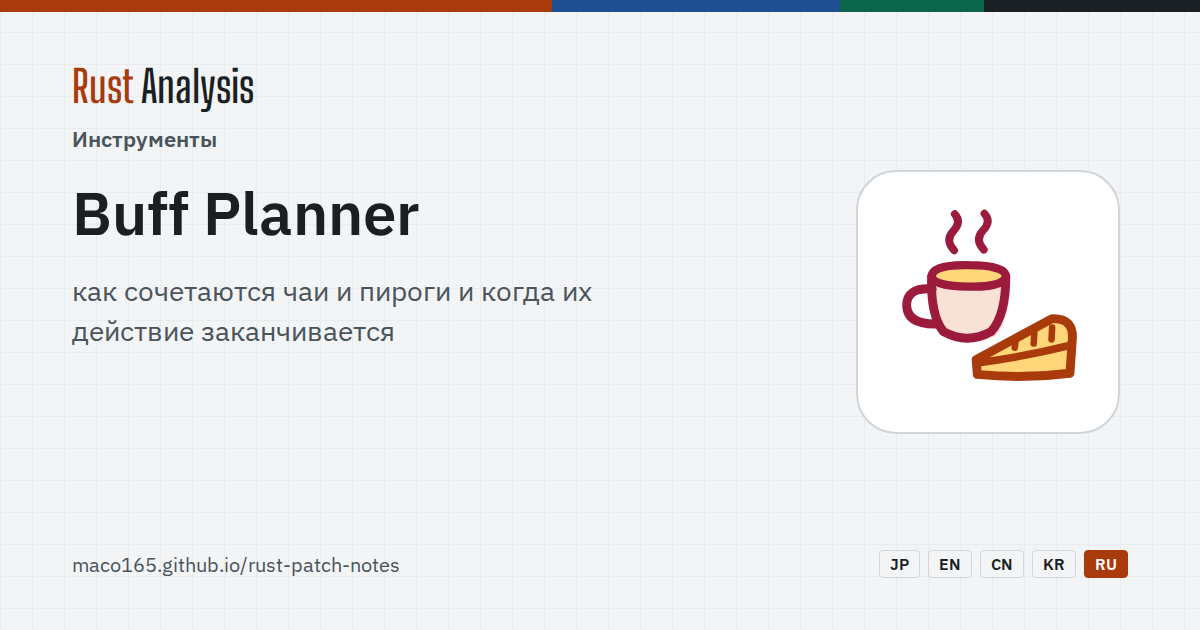 Rust Analysis
Инструменты
Buff Planner
как сочетаются чаи и пироги и когда их
действие заканчивается
maco165.github.io/rust-patch-notes
JP EN CN KR RU